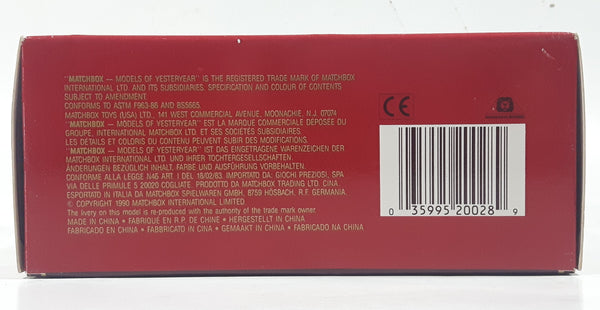 "MATCHBOX — MODELS OF YESTERYEAR" IS THE REGISTERED TRADE MARK OF MATCHBOX
INTERNATIONAL LTD. AND ITS SUBSIDIARIES. SPECIFICATION AND COLOUR OF CONTENTS
SUBJECT TO AMENDMENT.
CONFORMS TO ASTM F963-86 AND BS5665.
MATCHBOX TOYS (USA) LTD., 141 WEST COMMERCIAL AVENUE, MOONACHIE, N.J. 07074
"MATCHBOX — MODELS OF YESTERYEAR" EST LA MARQUE COMMERCIALE DEPOSEE DU
GROUPE, INTERNATIONAL MATCHBOX LTD. ET SES SOCIÉTÉS SUBSIDIAIRES.
LES DÉTAILS ET COLORIS DU CONTENU PEUVENT SUBIR DES MODIFICATIONS.
"MATCHBOX — MODELS OF YESTERYEAR" IST DAS EINGETRAGENE WARENZEICHEN DER
MATCHBOX INTERNATIONAL LTD. UND IHRER TOCHTERGESELLSCHAFTEN.
ÄNDERUNGEN BEZÜGLICH INHALT, FARBE UND AUSFÜHRUNG VORBEHALTEN.
CONFORME ALLA LEGGE N46 ART 1 DEL 16/02/83. IMPORTATO DA: GIOCHI PREZIOSI, SPA
VIA DELLE PRIMULE 5 20020 COGLIATE. PRODOTTO DA MATCHBOX TRADING LTD. CINA.
ESPORTATO IN ITALIA DA MATCHBOX SPIELWAREN GMBH. 8759 HOSBACH, R.F. GERMANIA.
© COPYRIGHT 1990 MATCHBOX INTERNATIONAL LIMITED
The livery on this model is re-produced with the authority of the trade mark owner.
MADE IN CHINA • FABRIQUE EN R.P. DE CHINE • HERGESTELLT IN CHINA
FABRICADO EN CHINA • FABRICATO IN CINA • GEMAAKT IN CHINA • FABRICADO NA CHINA
CE
0 35995 20028 9